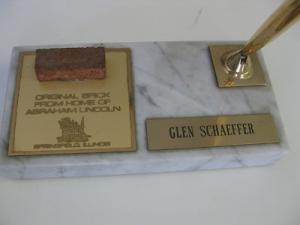 ORIGINAL BRICK
FROM HOME OF
ABRAHAM LINCOLN
SPRINGFIELD, ILLINOIS
GLEN SCHAEFFER